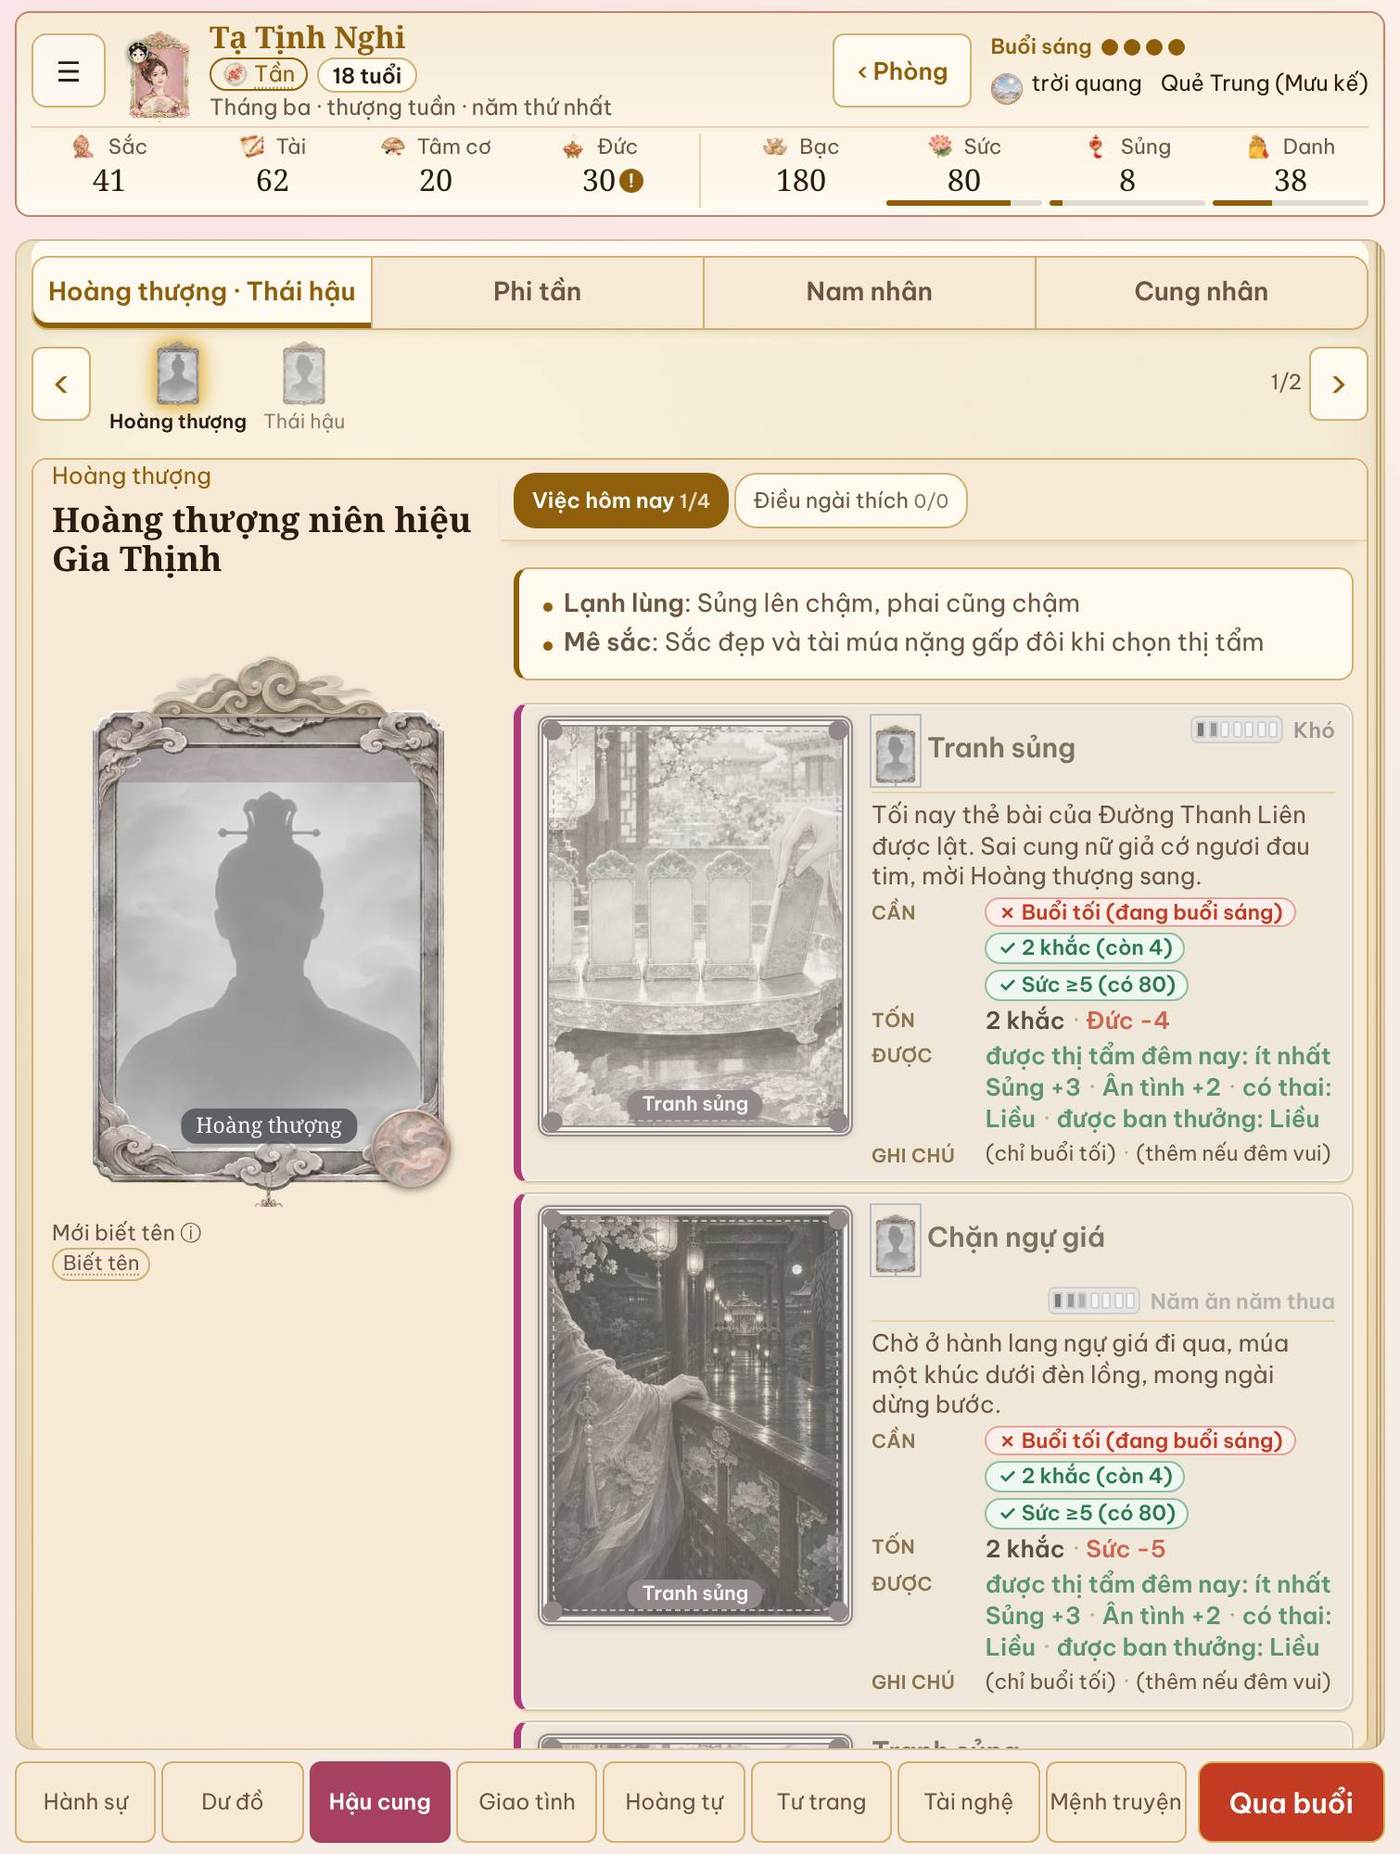 Tạ Tịnh Nghi
Tần
18 tuổi
Tháng ba · thượng tuần · năm thứ nhất
‹ Phòng
Buổi sáng
trời quang Quẻ Trung (Mưu kế)
Sắc
41
Tài
62
Tâm cơ
20
Đức
30
!
Bạc
180
Sức
80
Sủng
8
Danh
38
Hoàng thượng · Thái hậu
Phi tần
Nam nhân
Cung nhân
Hoàng thượng
Thái hậu
1/2
Hoàng thượng
Hoàng thượng niên hiệu
Gia Thịnh
Hoàng thượng
Mới biết tên ⓘ
Biết tên
Việc hôm nay 1/4
Điều ngài thích 0/0
• Lạnh lùng: Sủng lên chậm, phai cũng chậm
• Mê sắc: Sắc đẹp và tài múa nặng gấp đôi khi chọn thị tẩm
Tranh sủng
Tranh sủng
Khó
Tối nay thẻ bài của Đường Thanh Liên
được lật. Sai cung nữ giả cớ ngươi đau
tim, mời Hoàng thượng sang.
CẦN
× Buổi tối (đang buổi sáng)
✓ 2 khắc (còn 4)
✓ Sức ≥5 (có 80)
TỐN
2 khắc · Đức -4
ĐƯỢC
được thị tẩm đêm nay: ít nhất
Sủng +3 · Ân tình +2 · có thai:
Liều · được ban thưởng: Liều
GHI CHÚ
(chỉ buổi tối) · (thêm nếu đêm vui)
Tranh sủng
Chặn ngự giá
Năm ăn năm thua
Chờ ở hành lang ngự giá đi qua, múa
một khúc dưới đèn lồng, mong ngài
dừng bước.
CẦN
× Buổi tối (đang buổi sáng)
✓ 2 khắc (còn 4)
✓ Sức ≥5 (có 80)
TỐN
2 khắc · Sức -5
ĐƯỢC
được thị tẩm đêm nay: ít nhất
Sủng +3 · Ân tình +2 · có thai:
Liều · được ban thưởng: Liều
GHI CHÚ
(chỉ buổi tối) · (thêm nếu đêm vui)
Hành sự
Dư đồ
Hậu cung
Giao tình
Hoàng tự
Tư trang
Tài nghệ
Mệnh truyện
Qua buổi